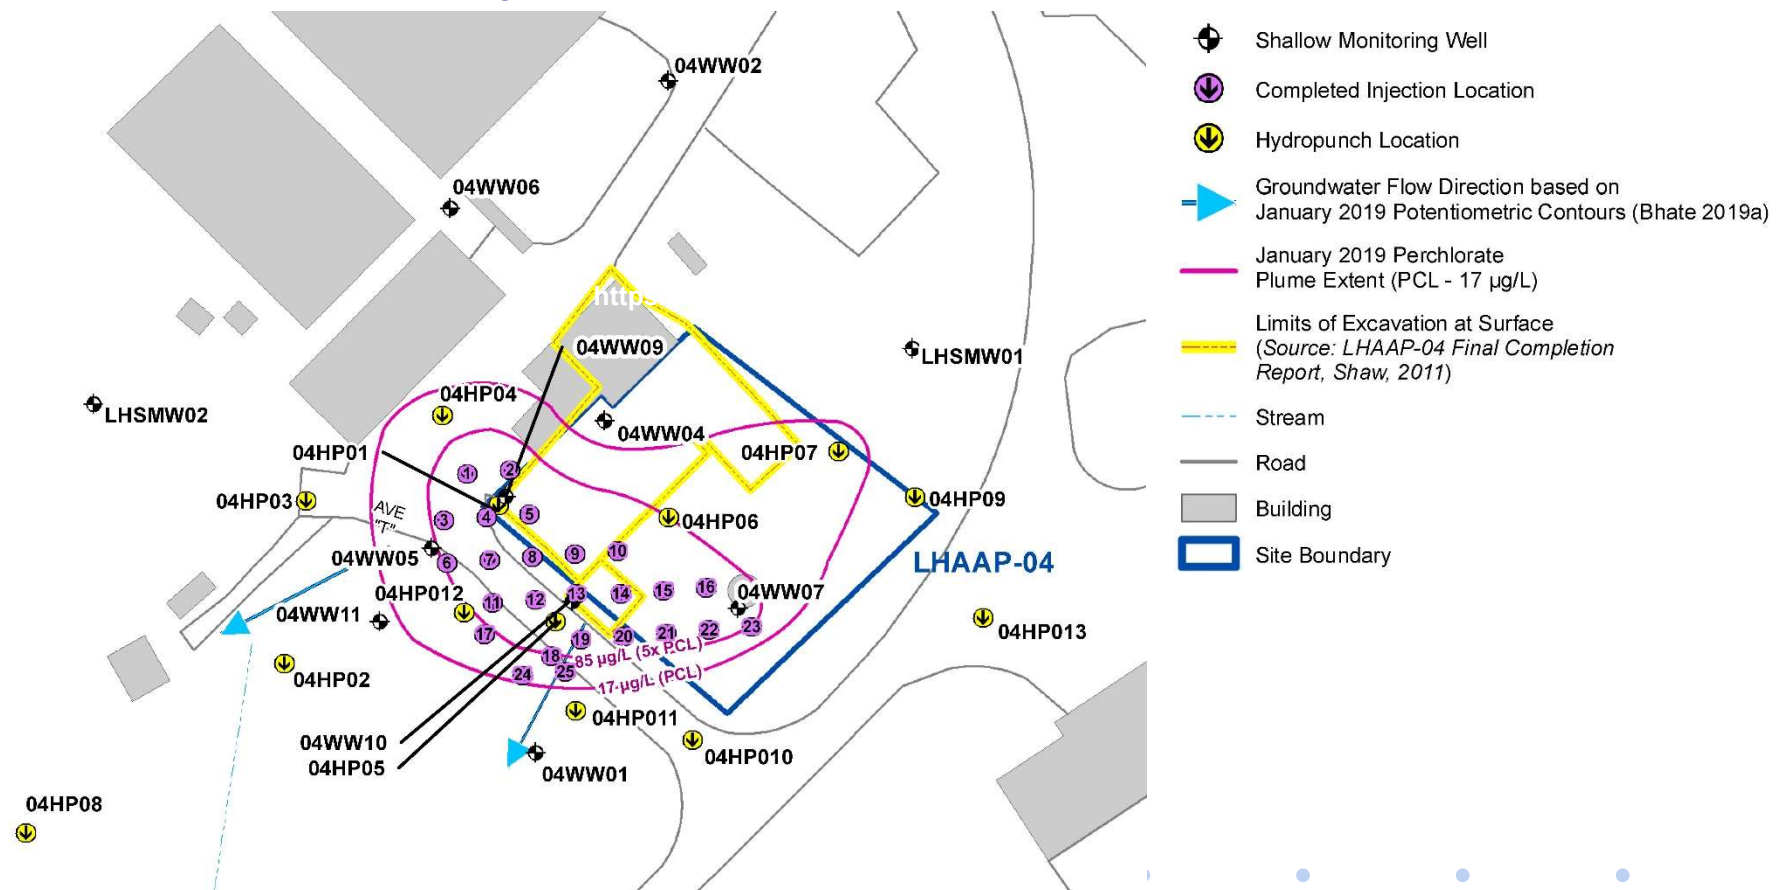 04WW02
04WW06
https
04WW09
LHSMW01
04HP04
LHSMW02
04WW04
04HP01
04HP07
1
2
04HP03
04HP09
AVE
"T"
3
4
5
04HP06
04WW05
6
7
8
9
10
LHAAP-04
04HP012
11
12
13
14
15
16
04WW07
04WW11
17
18
19
20
21
22
23
04HP013
85 µg/L (5x PCL)
24
25
17 µg/L (PCL)
04HP02
04HP011
04WW10
04HP05
04HP010
04WW01
04HP08
Shallow Monitoring Well
Completed Injection Location
Hydropunch Location
Groundwater Flow Direction based on
January 2019 Potentiometric Contours (Bhate 2019a)
January 2019 Perchlorate
Plume Extent (PCL - 17 µg/L)
Limits of Excavation at Surface
(Source: LHAAP-04 Final Completion
Report, Shaw, 2011)
Stream
Road
Building
Site Boundary